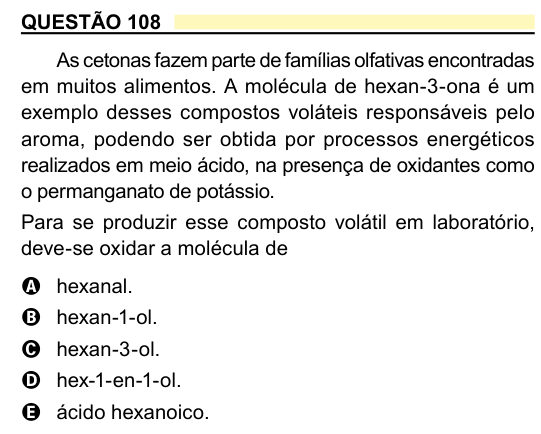 QUESTÃO 108
As cetonas fazem parte de famílias olfativas encontradas
em muitos alimentos. A molécula de hexan-3-ona é um
exemplo desses compostos voláteis responsáveis pelo
aroma, podendo ser obtida por processos energéticos
realizados em meio ácido, na presença de oxidantes como
o permanganato de potássio.
Para se produzir esse composto volátil em laboratório,
deve-se oxidar a molécula de
A hexanal.
B hexan-1-ol.
C hexan-3-ol.
D hex-1-en-1-ol.
E ácido hexanoico.